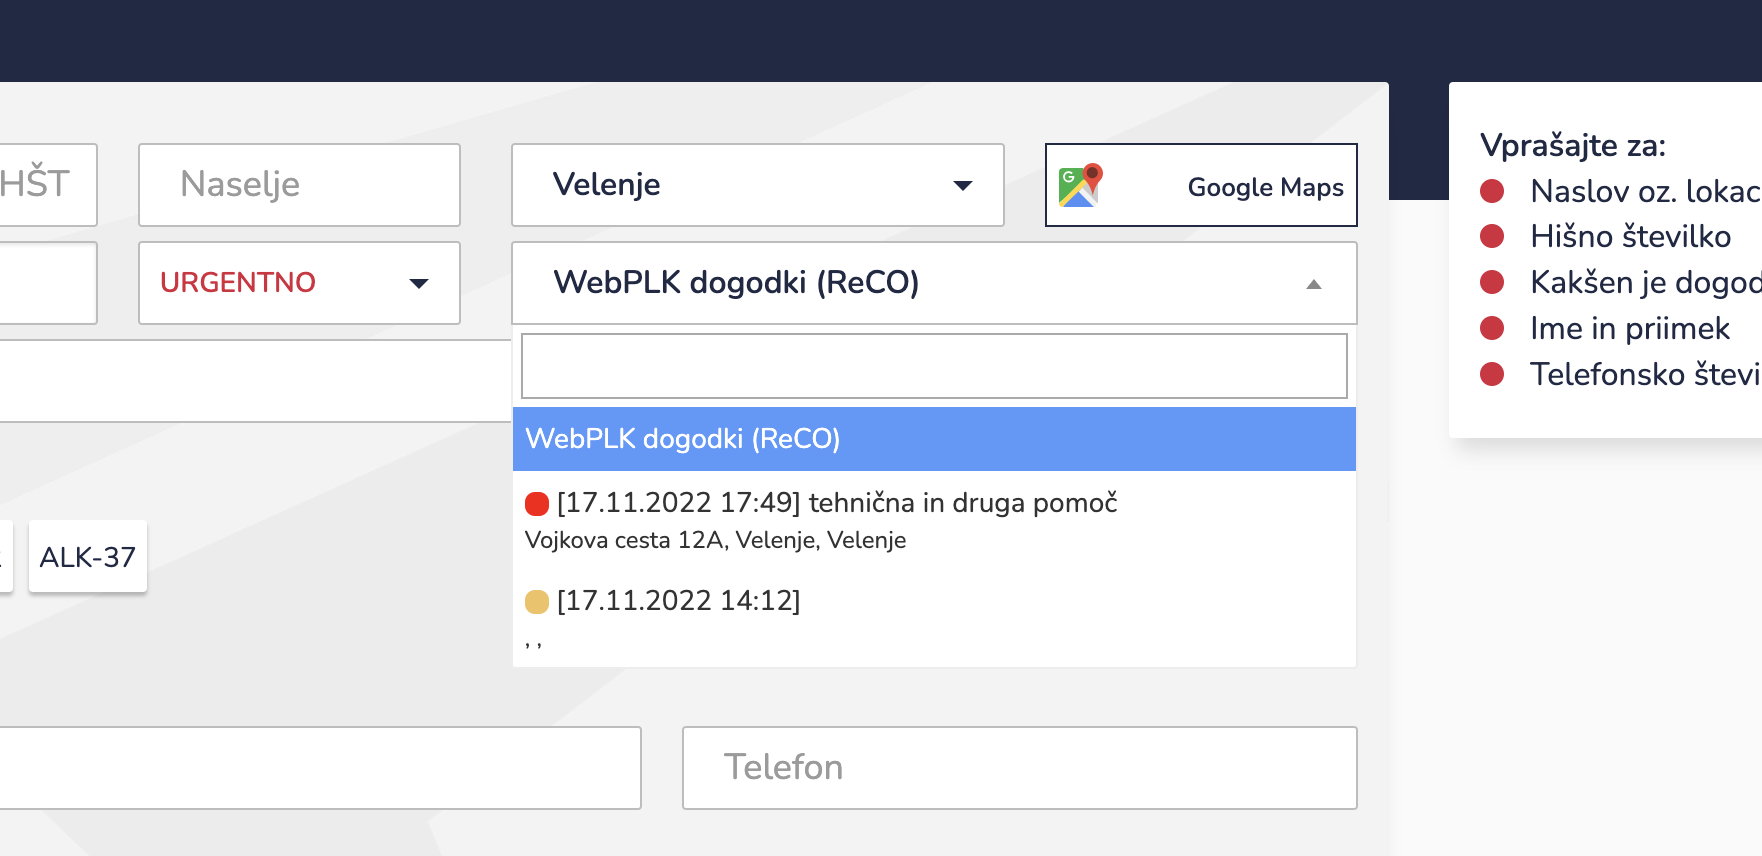 HŠT
Naselje
Velenje
Google Maps
URGENTNO
WebPLK dogodki (ReCO)
WebPLK dogodki (ReCO)
[17.11.2022 17:49] tehnična in druga pomoč
Vojkova cesta 12A, Velenje, Velenje
[17.11.2022 14:12]
, ,
ALK-37
Telefon
Vprašajte za:
Naslov oz. lokac
Hišno številko
Kakšen je dogod
Ime in priimek
Telefonsko števi